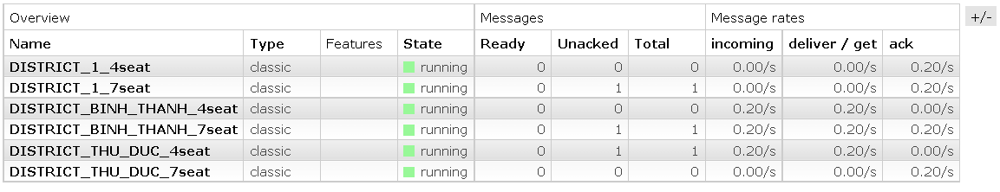 Overview Messages Message rates +/-
Name Type Features State Ready Unacked Total incoming deliver / get ack
DISTRICT_1_4seat classic running 0 0 0 0.00/s 0.00/s 0.20/s
DISTRICT_1_7seat classic running 0 1 1 0.00/s 0.00/s 0.20/s
DISTRICT_BINH_THANH_4seat classic running 0 0 0 0.20/s 0.20/s 0.00/s
DISTRICT_BINH_THANH_7seat classic running 0 1 1 0.20/s 0.20/s 0.00/s
DISTRICT_THU_DUC_4seat classic running 0 1 1 0.20/s 0.20/s 0.00/s
DISTRICT_THU_DUC_7seat classic running 0 0 0 0.00/s 0.00/s 0.20/s